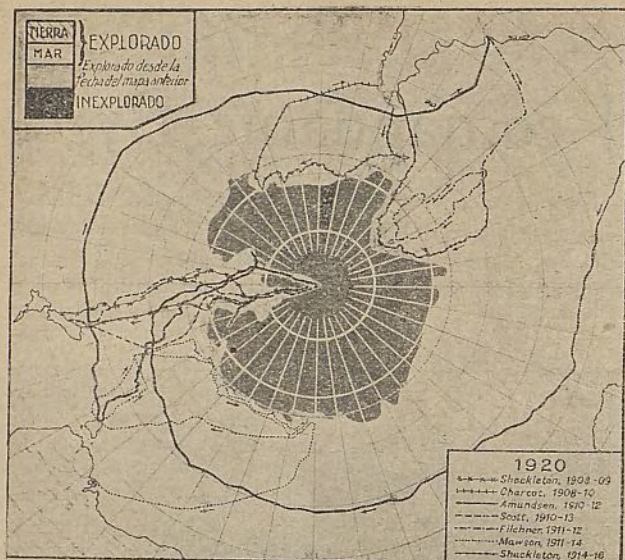 TIERRA
MAR
EXPLORADO
Explorado desde la
fecha del mapa anterior
INEXPLORADO
1920
Shackleton, 1908-09
Charcot, 1908-10
Amundsen, 1910-12
Scott, 1910-13
Filchner, 1911-12
Mawson, 1911-14
Shackleton, 1914-16